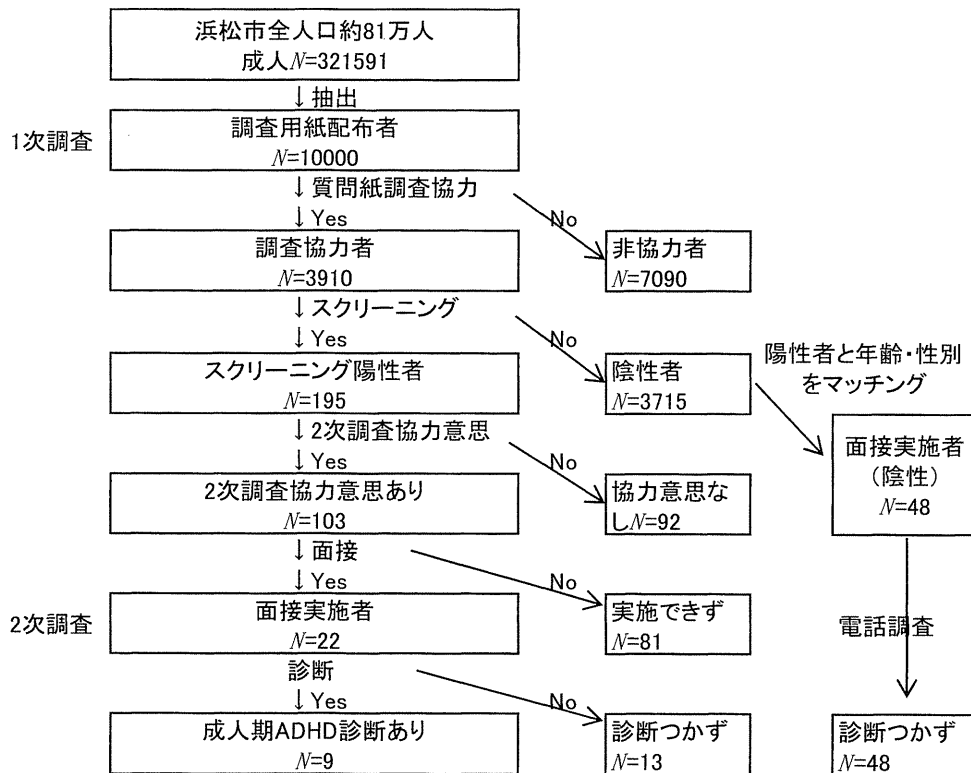 浜松市全人口約81万人
成人N=321591
↓抽出
1次調査
調査用紙配布者
N=10000
↓質問紙調査協力
↓Yes
No
調査協力者
N=3910
非協力者
N=7090
↓スクリーニング
↓Yes
No
スクリーニング陽性者
N=195
陰性者
N=3715
陽性者と年齢・性別
をマッチング
↓2次調査協力意思
↓Yes
No
面接実施者
(陰性)
N=48
2次調査協力意思あり
N=103
協力意思な
しN=92
↓面接
↓Yes
No
2次調査
面接実施者
N=22
実施できず
N=81
電話調査
診断
↓Yes
No
成人期ADHD診断あり
N=9
診断つかず
N=13
診断つかず
N=48